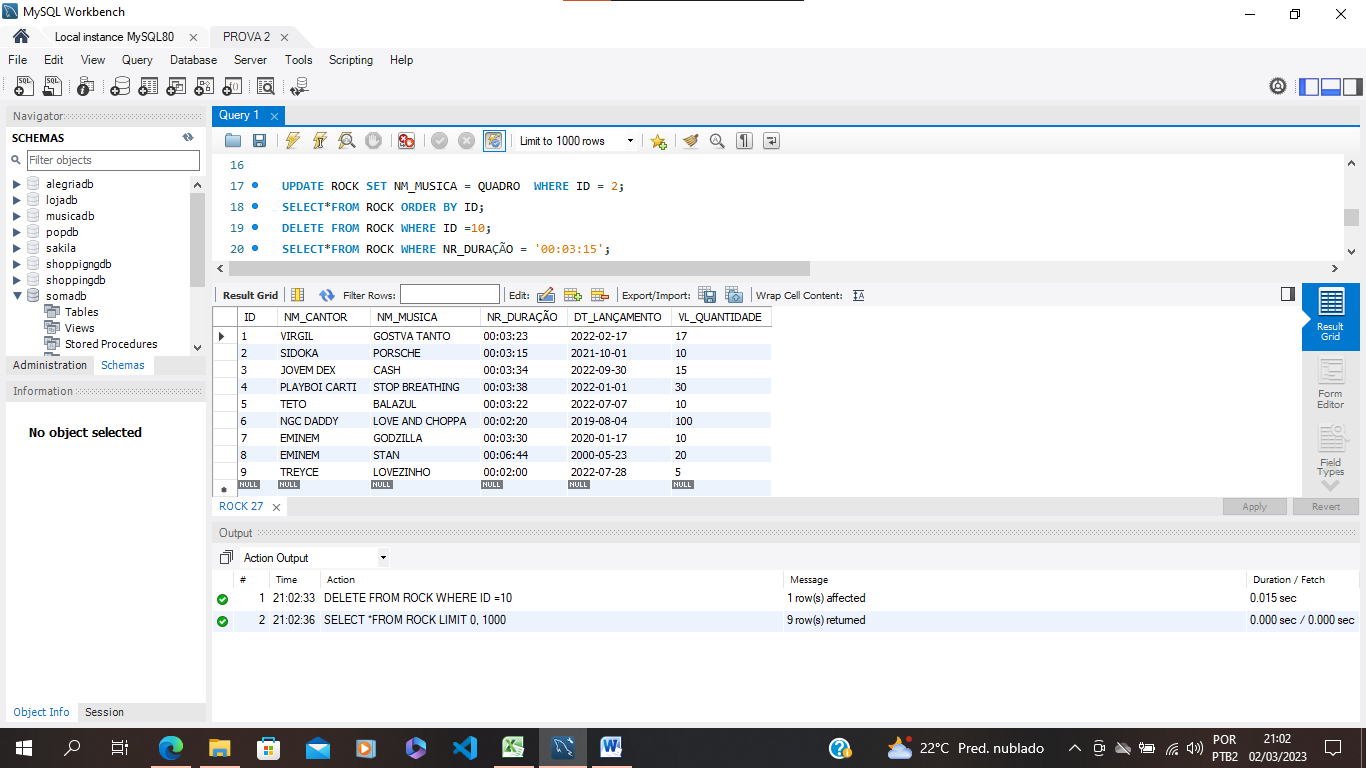 MySQL Workbench
Local instance MySQL80
PROVA 2
File Edit View Query Database Server Tools Scripting Help
Navigator
SCHEMAS
Filter objects
alegriadb
lojadb
musicadb
popdb
sakila
shoppigngdb
shoppingdb
somadb
Tables
Views
Stored Procedures
Administration Schemas
Information
No object selected
Object Info Session
Query 1
Limit to 1000 rows
16
17 UPDATE ROCK SET NM_MUSICA = QUADRO WHERE ID = 2;
18 SELECT*FROM ROCK ORDER BY ID;
19 DELETE FROM ROCK WHERE ID =10;
20 SELECT*FROM ROCK WHERE NR_DURAÇÃO = '00:03:15';
Result Grid Filter Rows: Edit: Export/Import: Wrap Cell Content:
ID NM_CANTOR NM_MUSICA NR_DURAÇÃO DT_LANÇAMENTO VL_QUANTIDADE
1 VIRGIL GOSTVA TANTO 00:03:23 2022-02-17 17
2 SIDOKA PORSCHE 00:03:15 2021-10-01 10
3 JOVEM DEX CASH 00:03:34 2022-09-30 15
4 PLAYBOI CARTI STOP BREATHING 00:03:38 2022-01-01 30
5 TETO BALAZUL 00:03:22 2022-07-07 10
6 NGC DADDY LOVE AND CHOPPA 00:02:20 2019-08-04 100
7 EMINEM GODZILLA 00:03:30 2020-01-17 10
8 EMINEM STAN 00:06:44 2000-05-23 20
9 TREYCE LOVEZINHO 00:02:00 2022-07-28 5
NULL NULL NULL NULL NULL NULL
Result Grid
Form Editor
Field Types
ROCK 27
Apply Revert
Output
Action Output
# Time Action Message Duration / Fetch
1 21:02:33 DELETE FROM ROCK WHERE ID =10 1 row(s) affected 0.015 sec
2 21:02:36 SELECT *FROM ROCK LIMIT 0, 1000 9 row(s) returned 0.000 sec / 0.000 sec
22°C Pred. nublado
POR
PTB2
21:02
02/03/2023